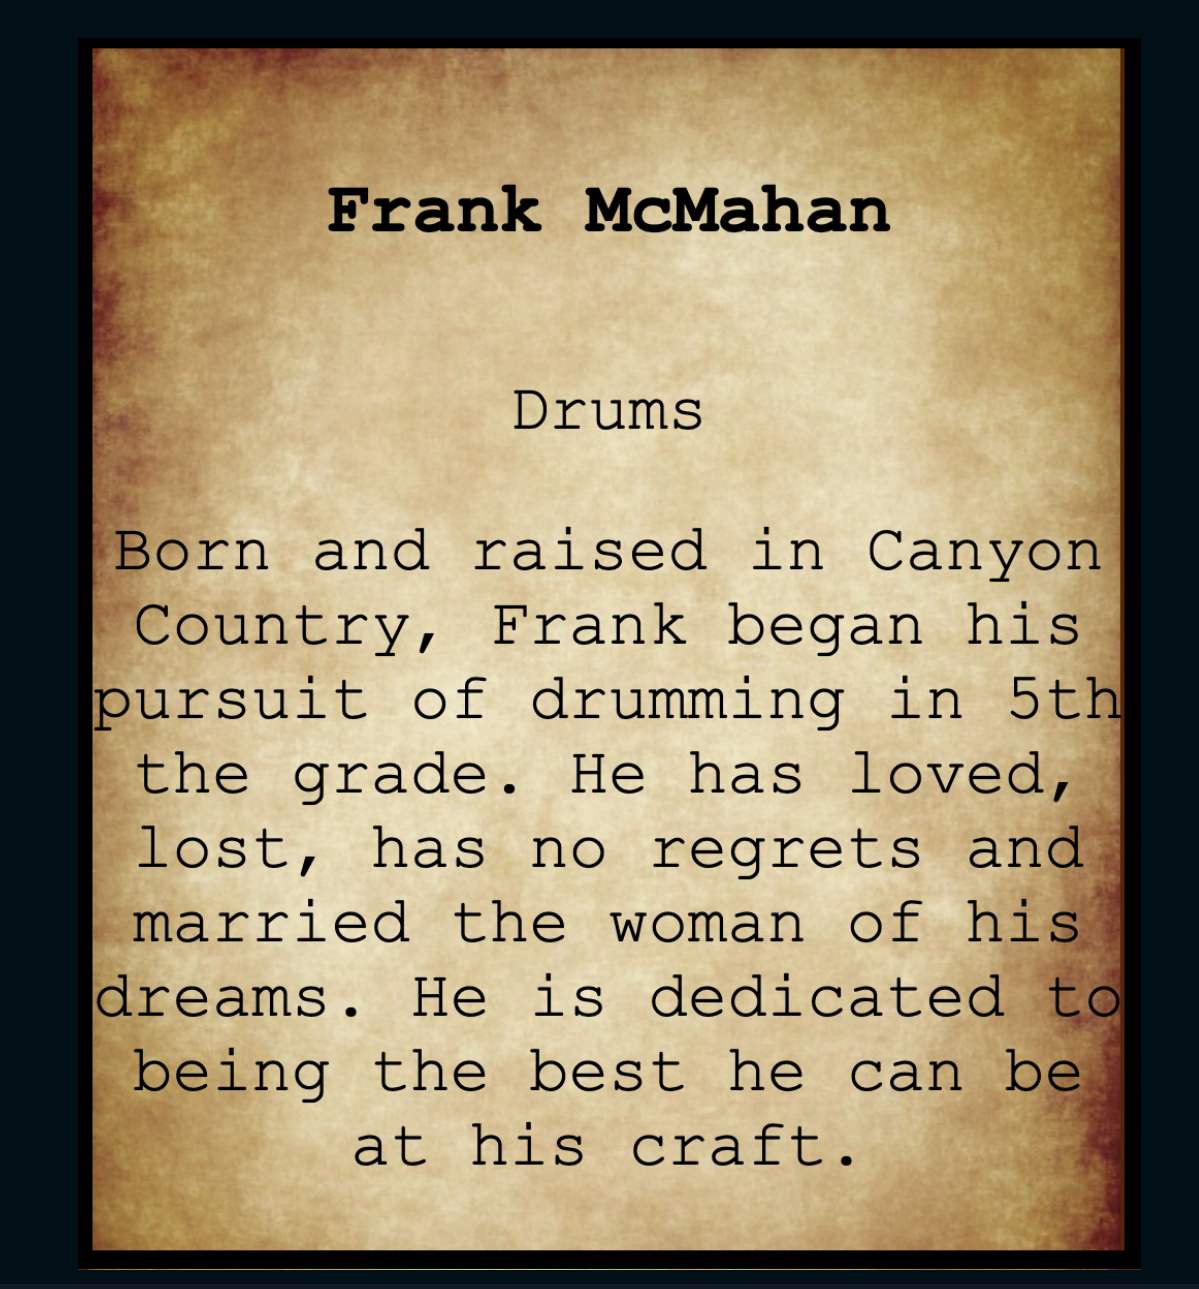 Frank McMahan
Drums
Born and raised in Canyon
Country, Frank began his
pursuit of drumming in 5th
the grade. He has loved,
lost, has no regrets and
married the woman of his
dreams. He is dedicated to
being the best he can be
at his craft.